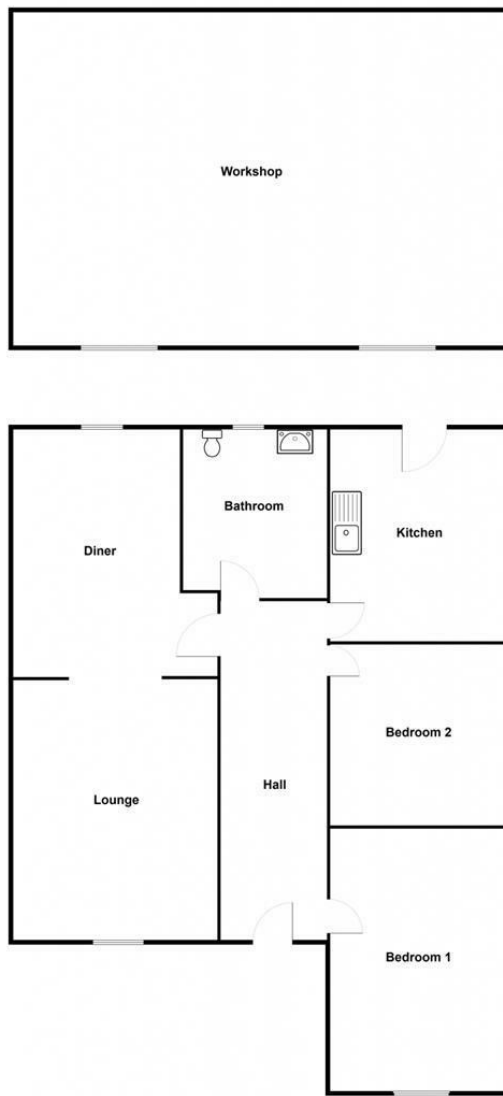 Workshop
Bathroom
Kitchen
Diner
Bedroom 2
Hall
Lounge
Bedroom 1